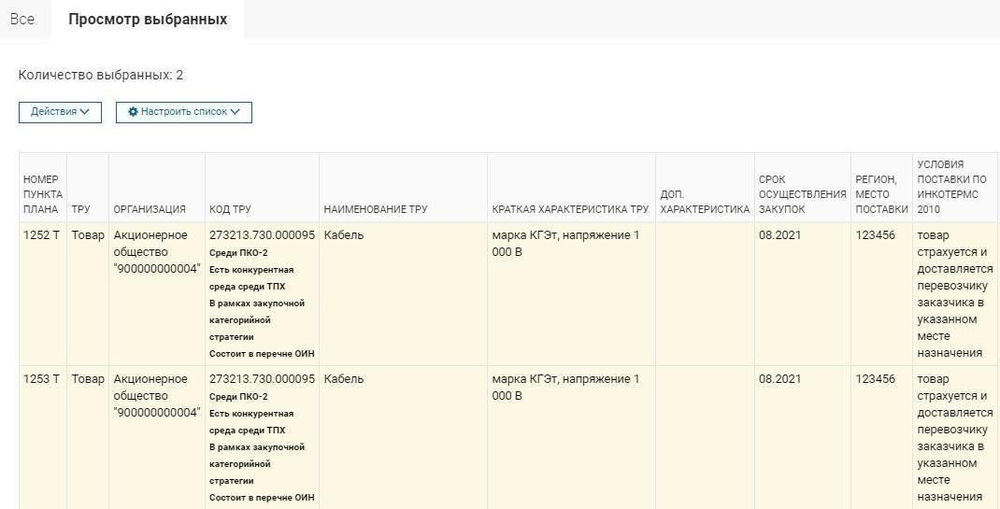 Все
Просмотр выбранных
Количество выбранных: 2
Действия
Настроить список
НОМЕР ПУНКТА ПЛАНА
ТРУ
ОРГАНИЗАЦИЯ
КОД ТРУ
НАИМЕНОВАНИЕ ТРУ
КРАТКАЯ ХАРАКТЕРИСТИКА ТРУ
ДОП. ХАРАКТЕРИСТИКА
СРОК ОСУЩЕСТВЛЕНИЯ ЗАКУПОК
РЕГИОН, МЕСТО ПОСТАВКИ
УСЛОВИЯ ПОСТАВКИ ПО ИНКОТЕРМС 2010
1252 Т
Товар
Акционерное
общество
"900000000004"
273213.730.000095
Среди ПКО-2
Есть конкурентная
среда среди ТПХ
В рамках закупочной
категорийной
стратегии
Состоит в перечне ОИН
Кабель
марка КГЭт, напряжение 1
000 В
08.2021
123456
товар
страхуется и
доставляется
перевозчику
заказчика в
указанном
месте
назначения
1253 Т
Товар
Акционерное
общество
"900000000004"
273213.730.000095
Среди ПКО-2
Есть конкурентная
среда среди ТПХ
В рамках закупочной
категорийной
стратегии
Состоит в перечне ОИН
Кабель
марка КГЭт, напряжение 1
000 В
08.2021
123456
товар
страхуется и
доставляется
перевозчику
заказчика в
указанном
месте
назначения